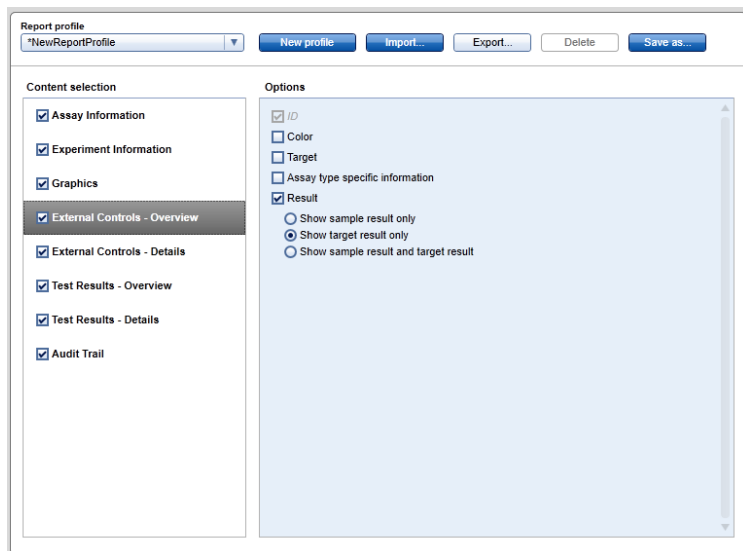 Report profile
*NewReportProfile
New profile
Import...
Export...
Delete
Save as...
Content selection
Assay Information
Experiment Information
Graphics
External Controls - Overview
External Controls - Details
Test Results - Overview
Test Results - Details
Audit Trail
Options
ID
Color
Target
Assay type specific information
Result
Show sample result only
Show target result only
Show sample result and target result